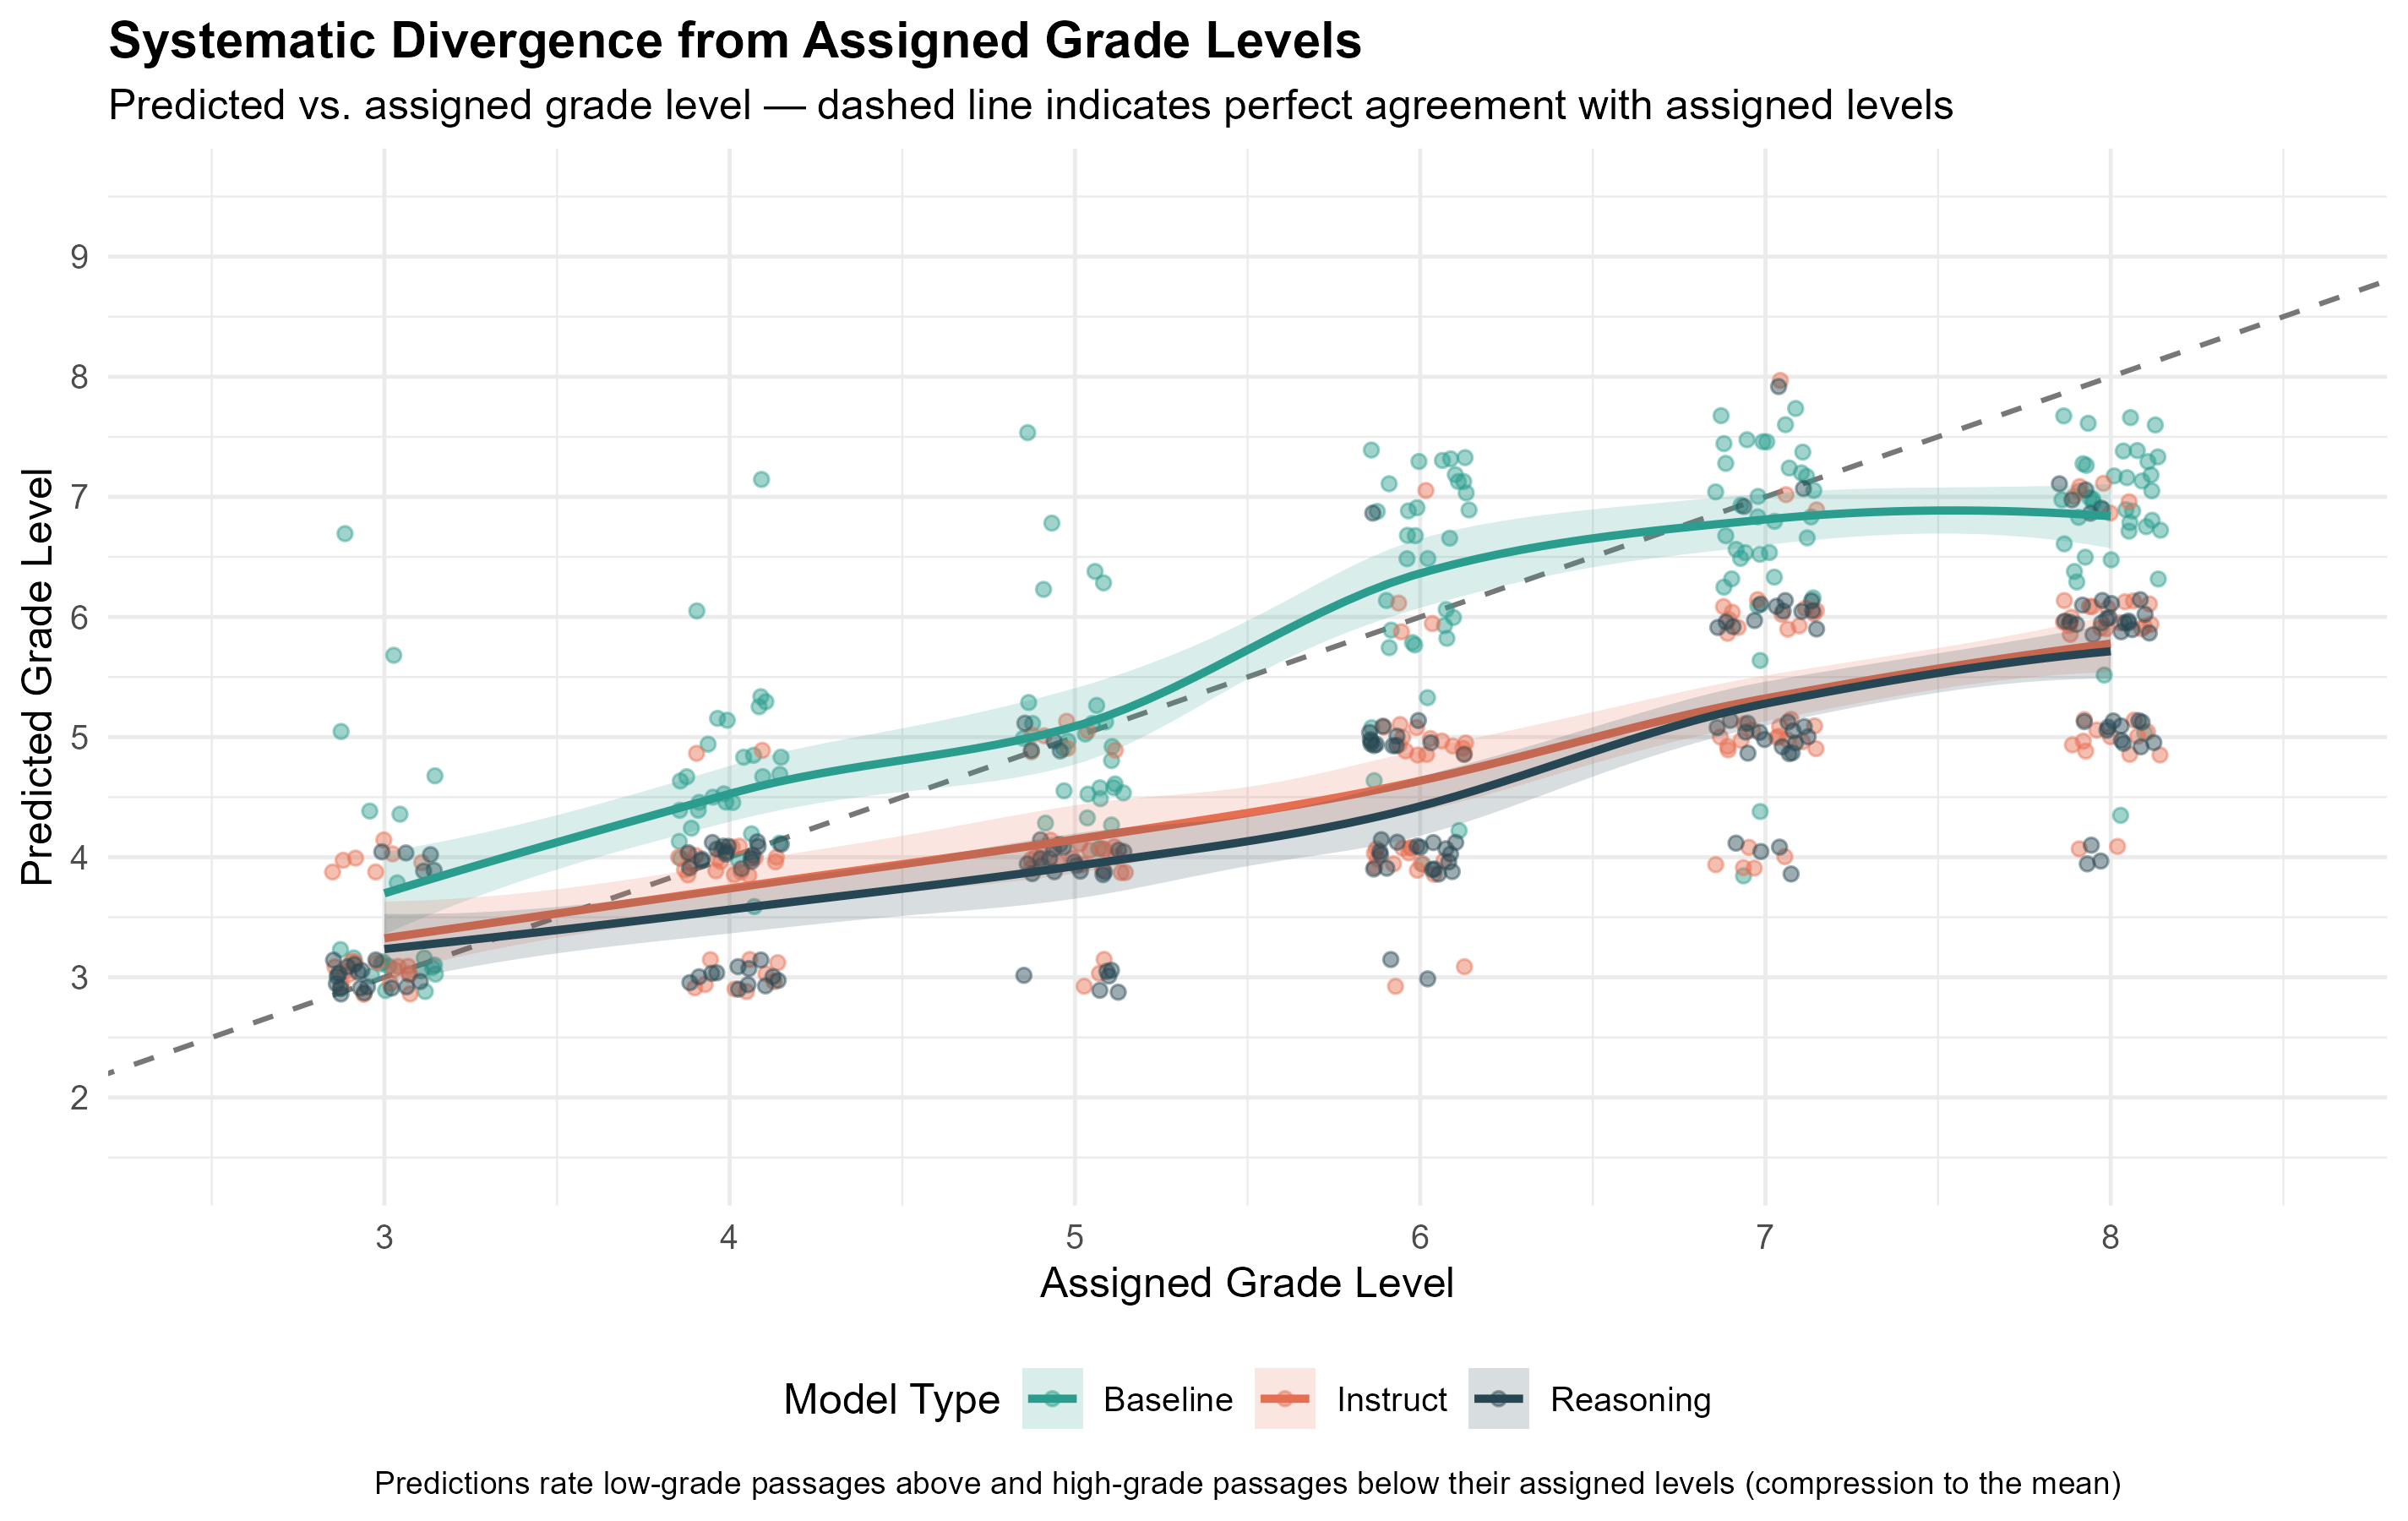 Systematic Divergence from Assigned Grade Levels
Predicted vs. assigned grade level — dashed line indicates perfect agreement with assigned levels
Predicted Grade Level
9
8
7
6
5
4
3
2
3 4 5 6 7 8
Assigned Grade Level
Model Type Baseline Instruct Reasoning
Predictions rate low-grade passages above and high-grade passages below their assigned levels (compression to the mean)